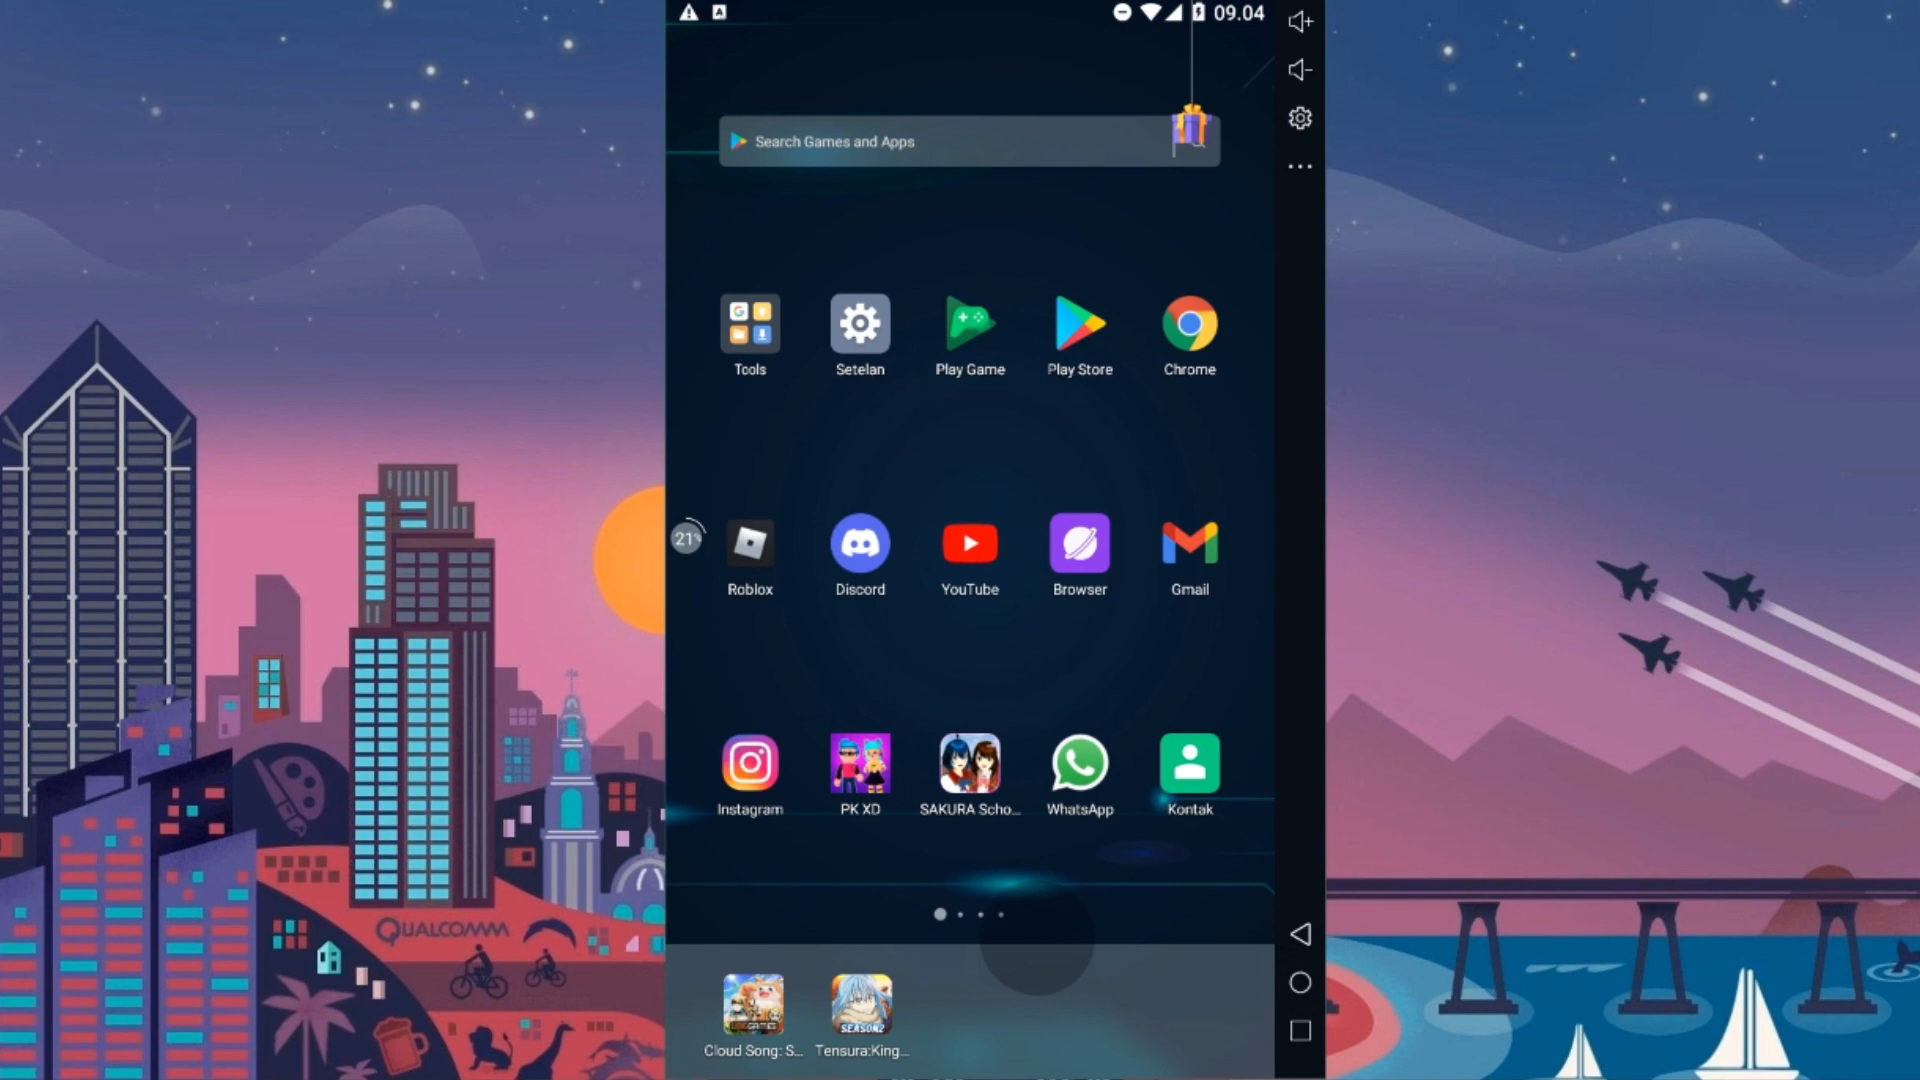 09.04
Search Games and Apps
Tools
Setelan
Play Game
Play Store
Chrome
21%
Roblox
Discord
YouTube
Browser
Gmail
Instagram
PK XD
SAKURA Scho...
WhatsApp
Kontak
QUALCOMM
SEASON2
Cloud Song: S...
Tensura:King...